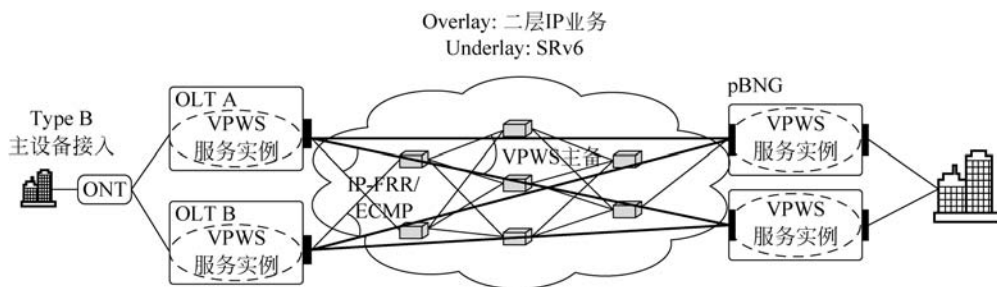 Overlay: 二层IP业务
Underlay: SRv6
Type B
主设备接入
ONT
OLT A
VPWS
服务实例
OLT B
VPWS
服务实例
IP-FRR/
ECMP
VPWS主备
pBNG
VPWS
服务实例
VPWS
服务实例